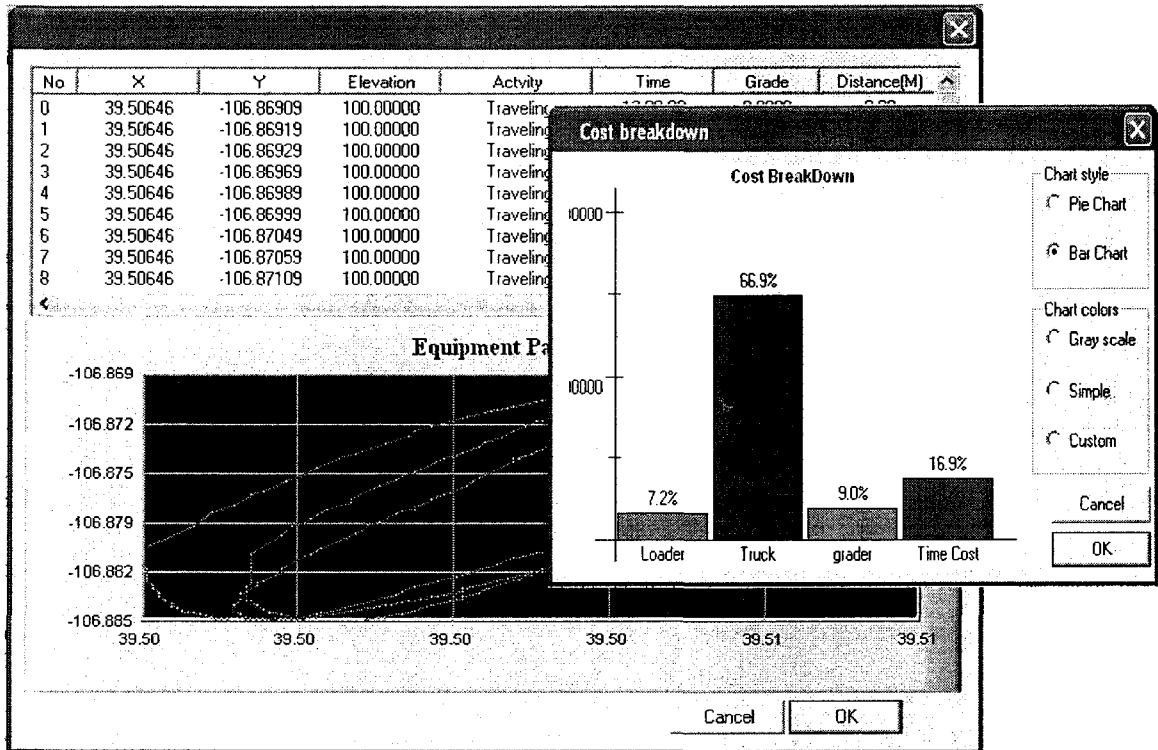 No X Y Elevation Actvity Time Grade Distance(M)
0 39.50646 -106.86909 100.00000 Traveling
1 39.50646 -106.86919 100.00000 Traveling
2 39.50646 -106.86929 100.00000 Traveling
3 39.50646 -106.86969 100.00000 Traveling
4 39.50646 -106.86989 100.00000 Traveling
5 39.50646 -106.86999 100.00000 Traveling
6 39.50646 -106.87049 100.00000 Traveling
7 39.50646 -106.87059 100.00000 Traveling
8 39.50646 -106.87109 100.00000 Traveling
Equipment Pa
-106.869
-106.872
-106.875
-106.879
-106.882
-106.885
39.50 39.50 39.50 39.50 39.51 39.51
Cancel OK
Cost breakdown
Cost BreakDown
0000
0000
7.2% 66.9% 9.0% 16.9%
Loader Truck grader Time Cost
Chart style
Pie Chart
Bar Chart
Chart colors
Gray scale
Simple
Custom
Cancel
OK